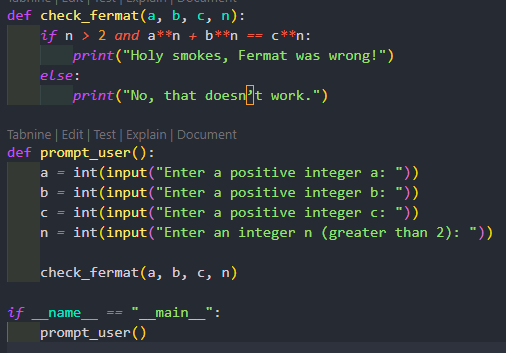 Tabnine | Edit | Test | Explain | Document
def check_fermat(a, b, c, n):
    if n > 2 and a**n + b**n == c**n:
        print("Holy smokes, Fermat was wrong!")
    else:
        print("No, that doesn’t work.")
Tabnine | Edit | Test | Explain | Document
def prompt_user():
    a = int(input("Enter a positive integer a: "))
    b = int(input("Enter a positive integer b: "))
    c = int(input("Enter a positive integer c: "))
    n = int(input("Enter an integer n (greater than 2): "))
    check_fermat(a, b, c, n)
if __name__ == "__main__":
    prompt_user()